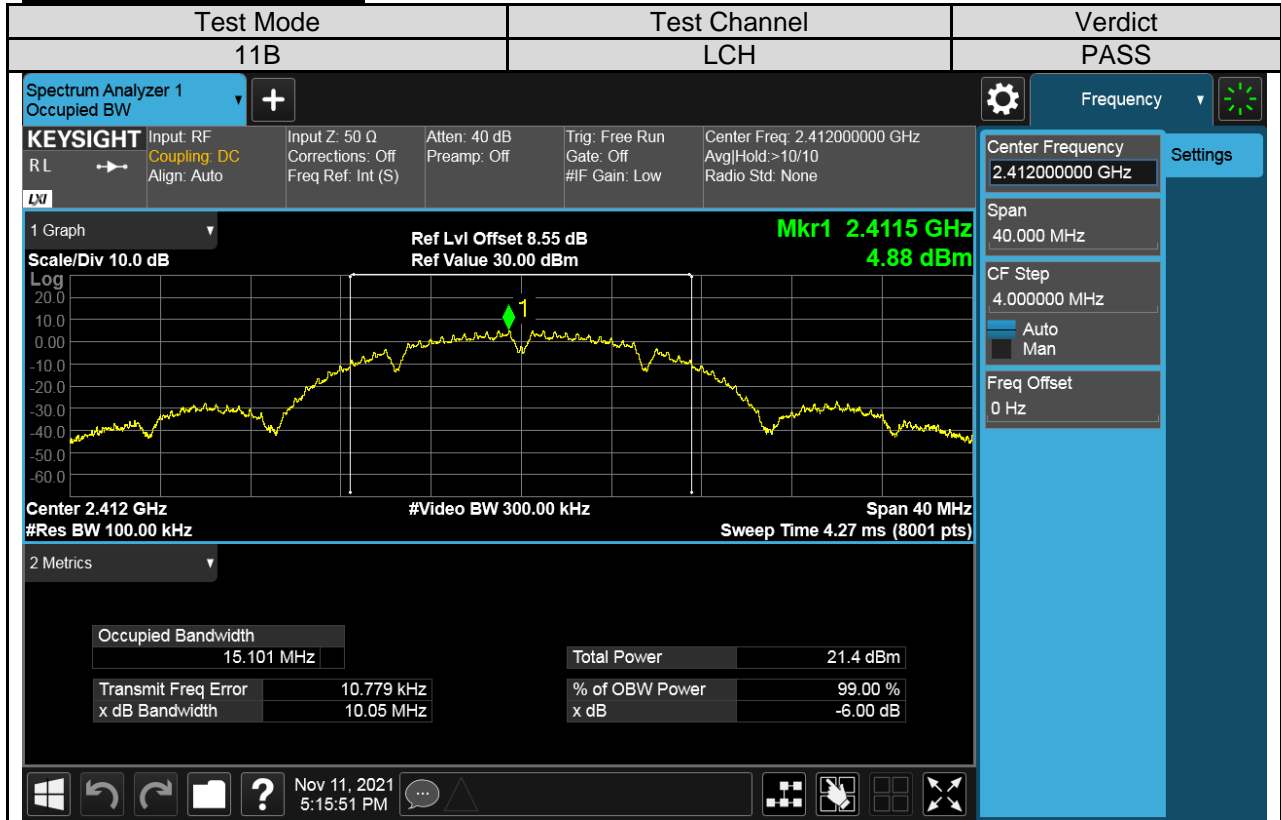 Test Mode Test Channel Verdict
11B LCH PASS
Spectrum Analyzer 1
Occupied BW
Frequency
KEYSIGHT Input: RF Input Z: 50 Ω Atten: 40 dB Trig: Free Run Center Freq: 2.412000000 GHz
RL Coupling: DC Corrections: Off Preamp: Off Gate: Off Avg|Hold:>10/10
Align: Auto Freq Ref: Int (S) #IF Gain: Low Radio Std: None
LXI
Center Frequency
2.412000000 GHz
Settings
Span
40.000 MHz
CF Step
4.000000 MHz
Auto
Man
Freq Offset
0 Hz
1 Graph
Ref Lvl Offset 8.55 dB
Mkr1 2.4115 GHz
Scale/Div 10.0 dB Ref Value 30.00 dBm 4.88 dBm
Log
20.0
10.0
0.00
-10.0
-20.0
-30.0
-40.0
-50.0
-60.0
1
Center 2.412 GHz #Video BW 300.00 kHz Span 40 MHz
#Res BW 100.00 kHz Sweep Time 4.27 ms (8001 pts)
2 Metrics
Occupied Bandwidth
15.101 MHz Total Power 21.4 dBm
Transmit Freq Error 10.779 kHz % of OBW Power 99.00 %
x dB Bandwidth 10.05 MHz x dB -6.00 dB
Nov 11, 2021
5:15:51 PM